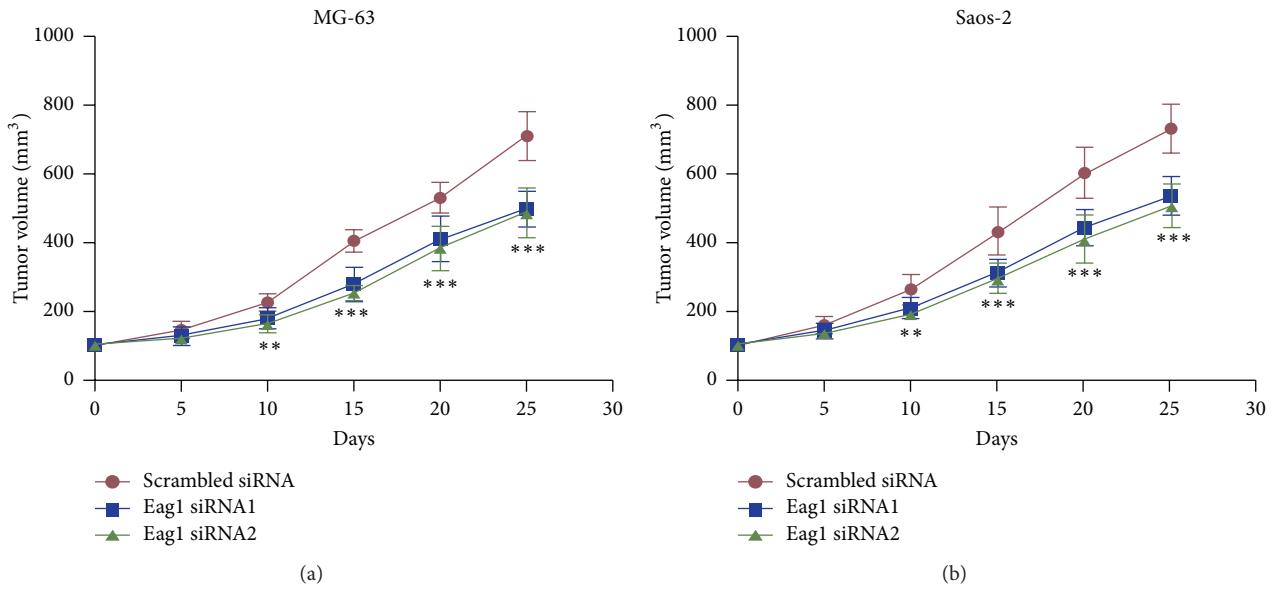 MG-63
1000
800
600
400
200
0
Tumor volume (mm³)
***
***
***
**
0 5 10 15 20 25 30
Days
Scrambled siRNA
Eag1 siRNA1
Eag1 siRNA2
(a)
Saos-2
1000
800
600
400
200
0
Tumor volume (mm³)
***
***
***
**
0 5 10 15 20 25 30
Days
Scrambled siRNA
Eag1 siRNA1
Eag1 siRNA2
(b)